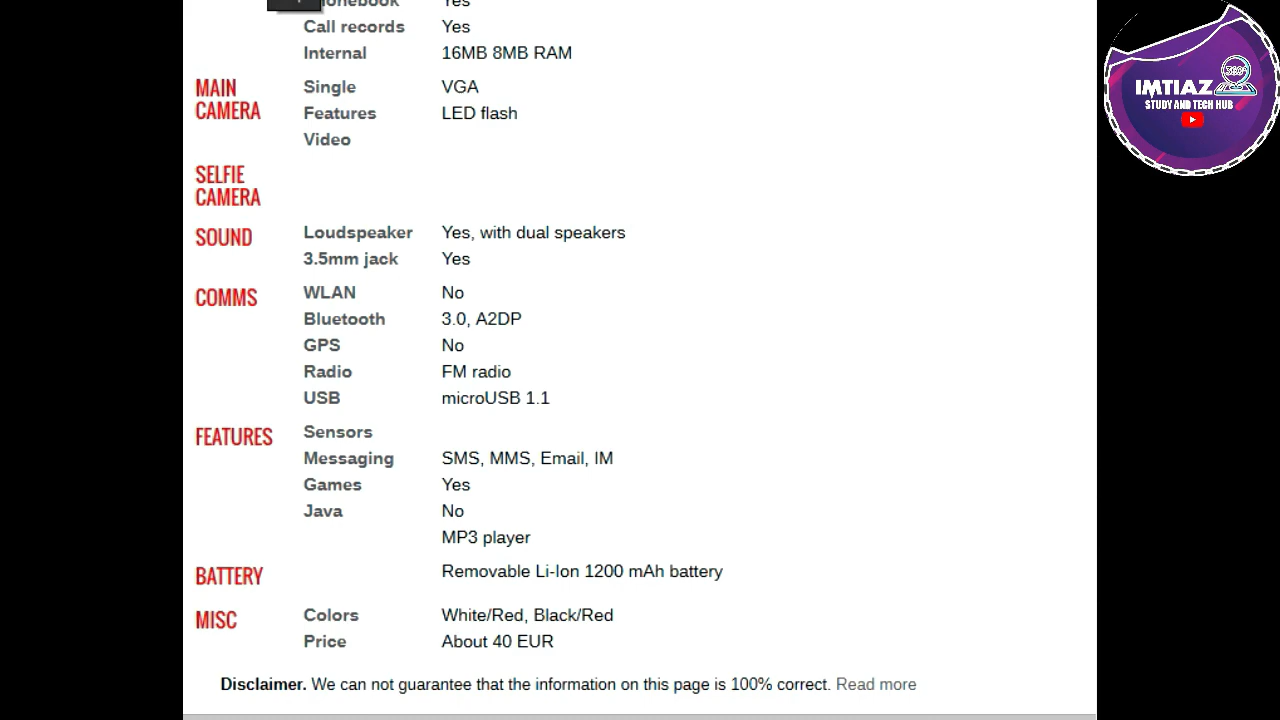 Phonebook Yes
Call records Yes
Internal 16MB 8MB RAM
MAIN CAMERA Single VGA
Features LED flash
Video
SELFIE CAMERA
SOUND Loudspeaker Yes, with dual speakers
3.5mm jack Yes
COMMS WLAN No
Bluetooth 3.0, A2DP
GPS No
Radio FM radio
USB microUSB 1.1
FEATURES Sensors
Messaging SMS, MMS, Email, IM
Games Yes
Java No
MP3 player
BATTERY Removable Li-Ion 1200 mAh battery
MISC Colors White/Red, Black/Red
Price About 40 EUR
Disclaimer. We can not guarantee that the information on this page is 100% correct. Read more
360°
IMTIAZ
STUDY AND TECH HUB